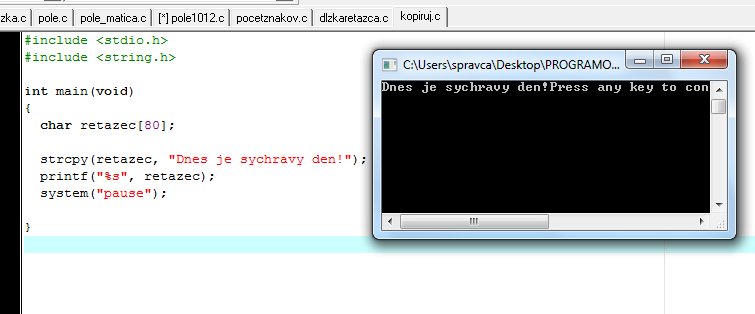 zka.c pole.c pole_matica.c [*] pole1012.c pocetznakov.c dlzkaretazca.c kopiruj.c
#include <stdio.h>
#include <string.h>
int main(void)
{
char retazec[80];
strcpy(retazec, "Dnes je sychravy den!");
printf("%s", retazec);
system("pause");
}
C:\Users\spravca\Desktop\PROGRAMO...
Dnes je sychravy den!Press any key to con